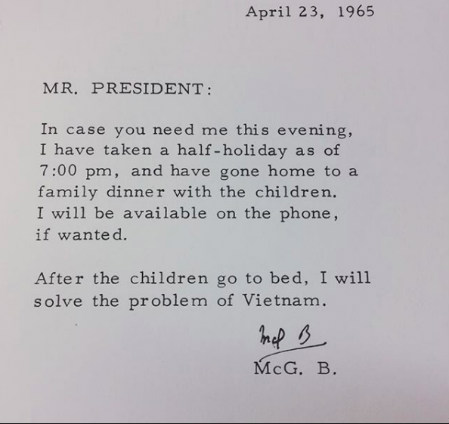 April 23, 1965
MR. PRESIDENT:
In case you need me this evening,
I have taken a half-holiday as of
7:00 pm, and have gone home to a
family dinner with the children.
I will be available on the phone,
if wanted.
After the children go to bed, I will
solve the problem of Vietnam.
McG. B.